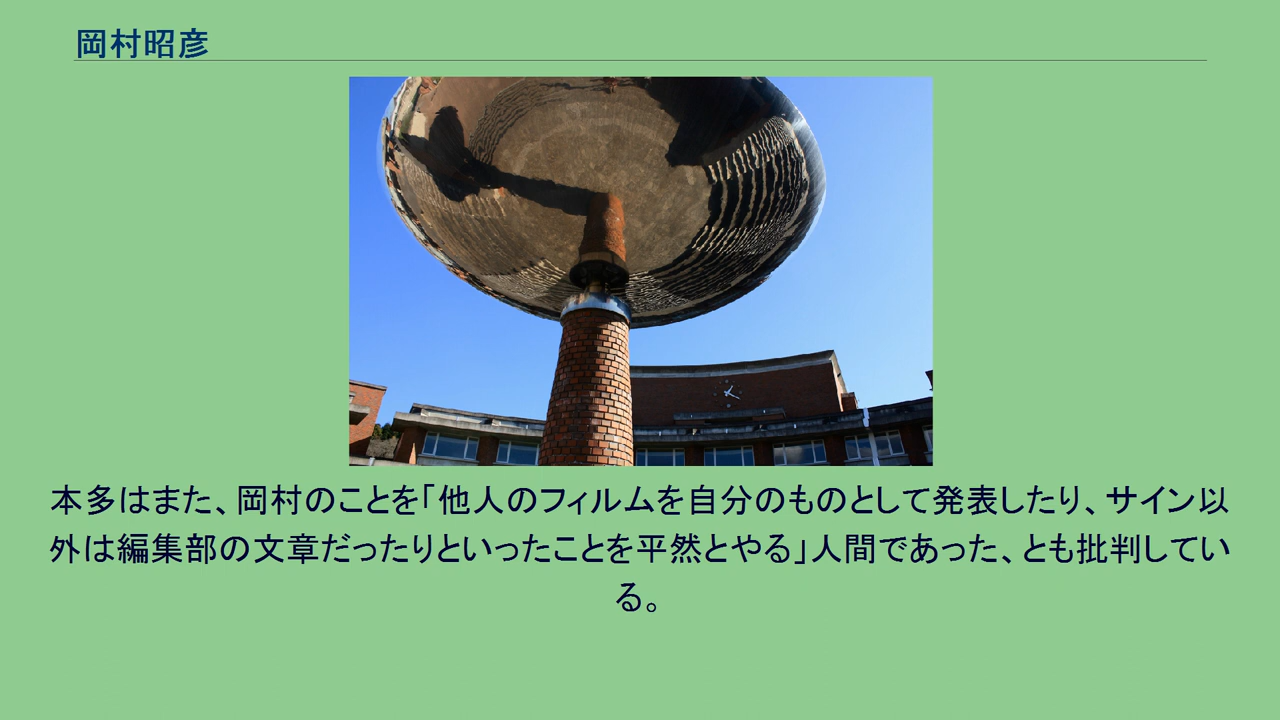 岡村昭彦
本多はまた、岡村のことを「他人のフィルムを自分のものとして発表したり、サイン以
外は編集部の文章だったりといったことを平然とやる」人間であった、とも批判してい
る。